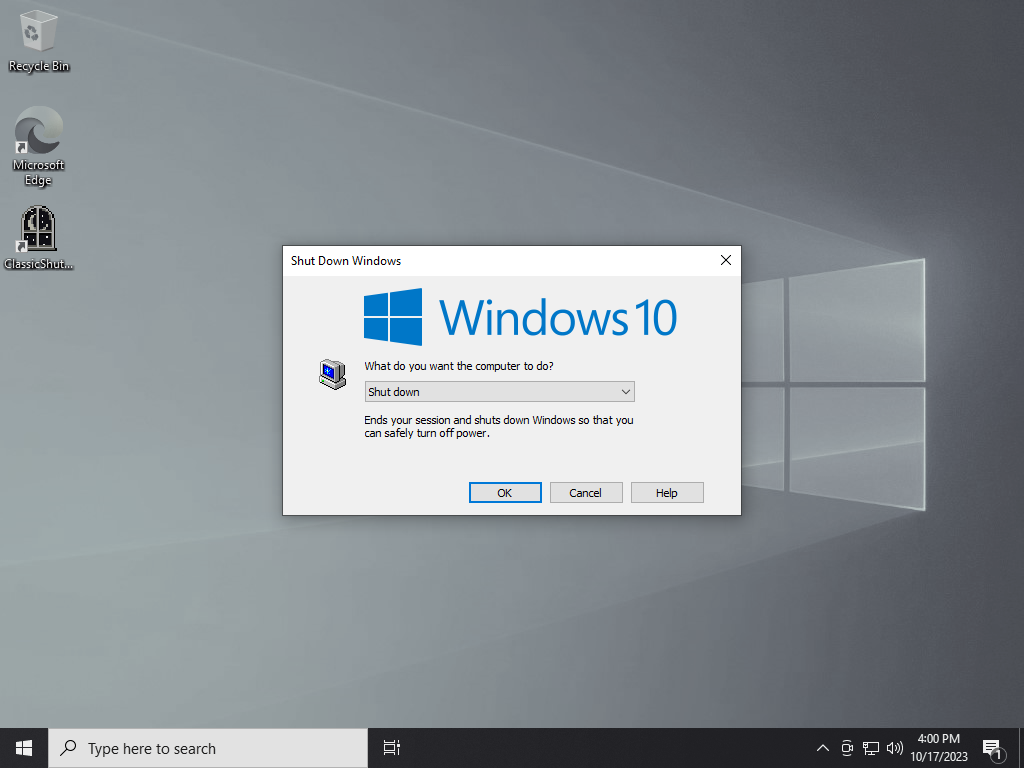 Recycle Bin
Microsoft
Edge
ClassicShut...
Shut Down Windows
Windows 10
What do you want the computer to do?
Shut down
Ends your session and shuts down Windows so that you
can safely turn off power.
OK
Cancel
Help
Type here to search
4:00 PM
10/17/2023
1